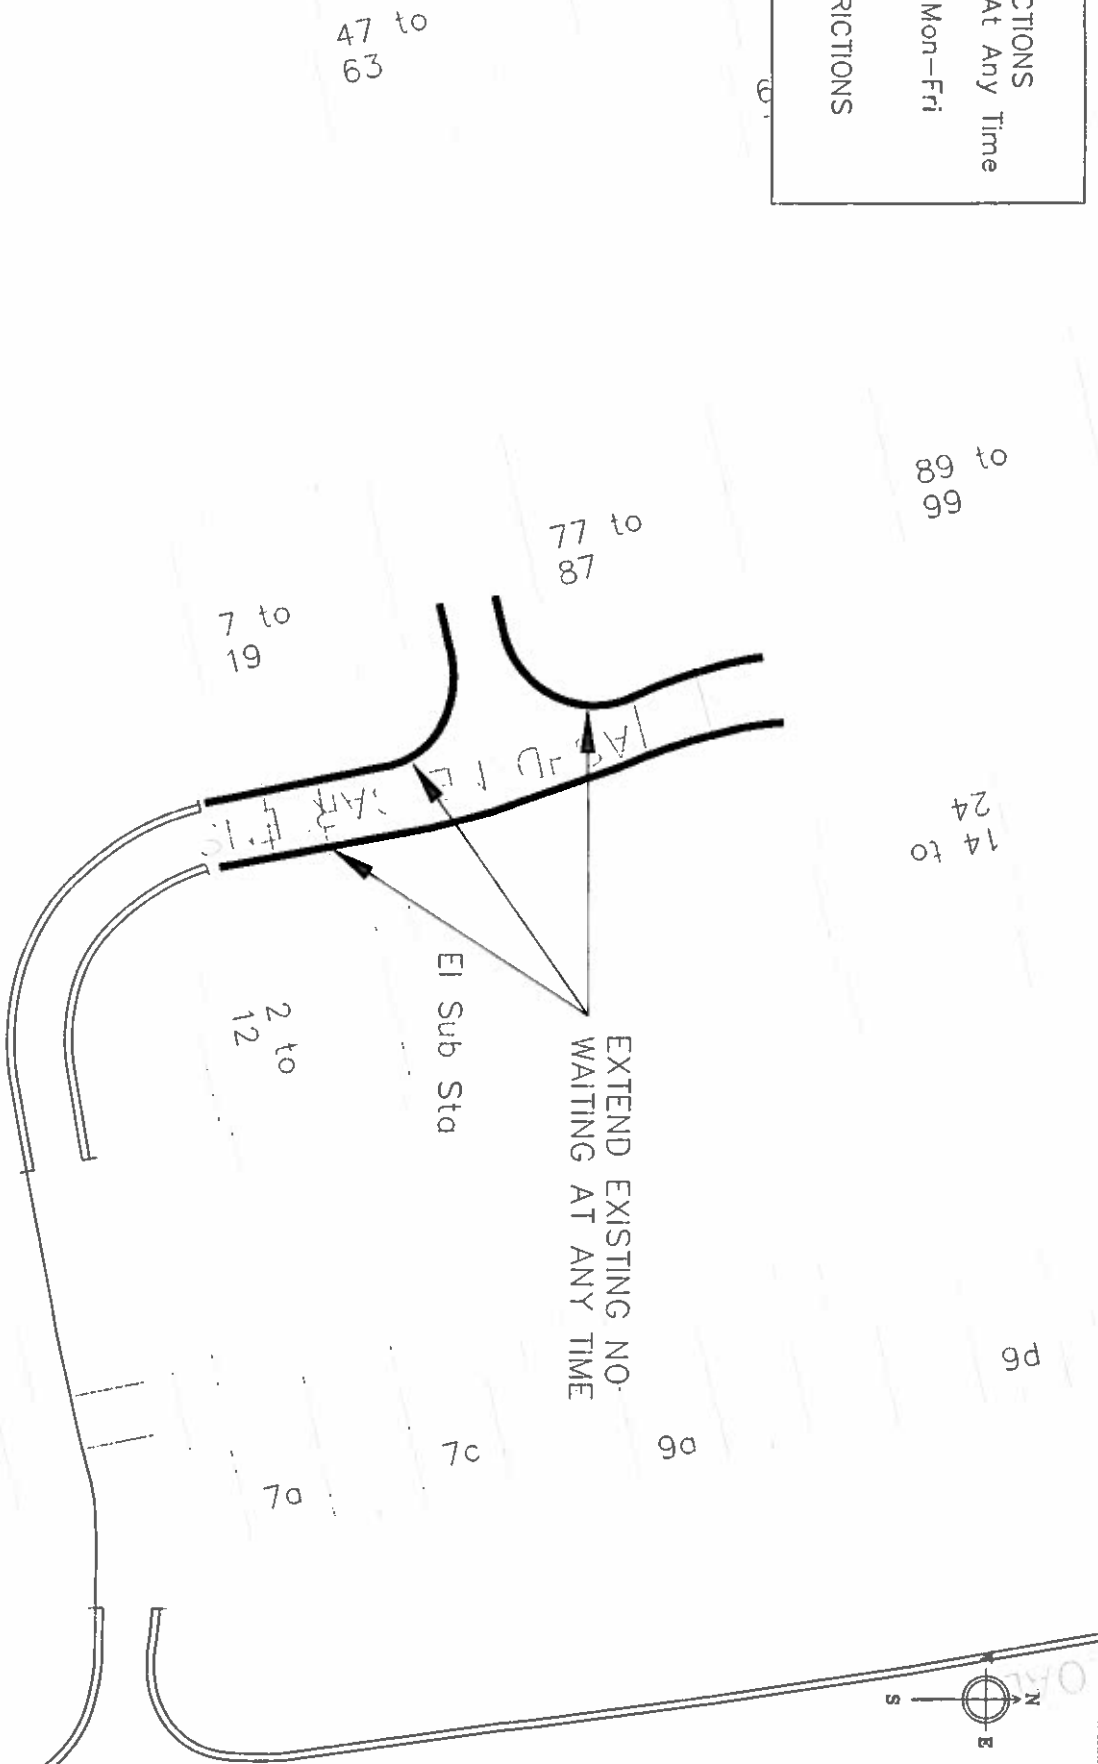 CTIONS
At Any Time
Mon-Fri
RICTIONS
47 to
63
89 to
99
77 to
87
7 to
19
14 to
24
El Sub Sta
2 to
12
EXTEND EXISTING NO-
WAITING AT ANY TIME
9d
9a
7c
7a
N
S
E